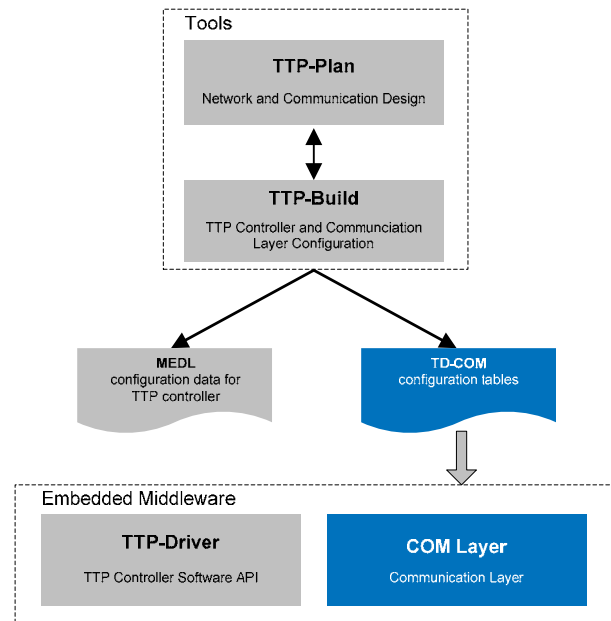 Tools
TTP-Plan
Network and Communication Design
TTP-Build
TTP Controller and Communciation
Layer Configuration
MEDL
configuration data for
TTP controller
TD-COM
configuration tables
Embedded Middleware
TTP-Driver
TTP Controller Software API
COM Layer
Communication Layer